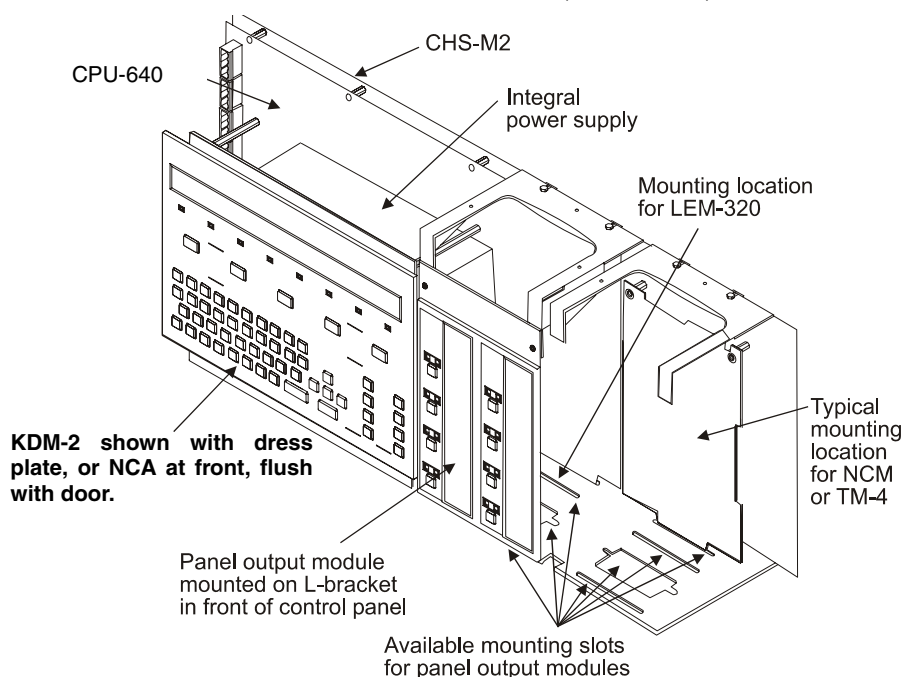 CHS-M2
CPU-640
Integral
power supply
Mounting location
for LEM-320
Typical
mounting
location
for NCM
or TM-4
KDM-2 shown with dress
plate, or NCA at front, flush
with door.
Panel output module
mounted on L-bracket
in front of control panel
Available mounting slots
for panel output modules